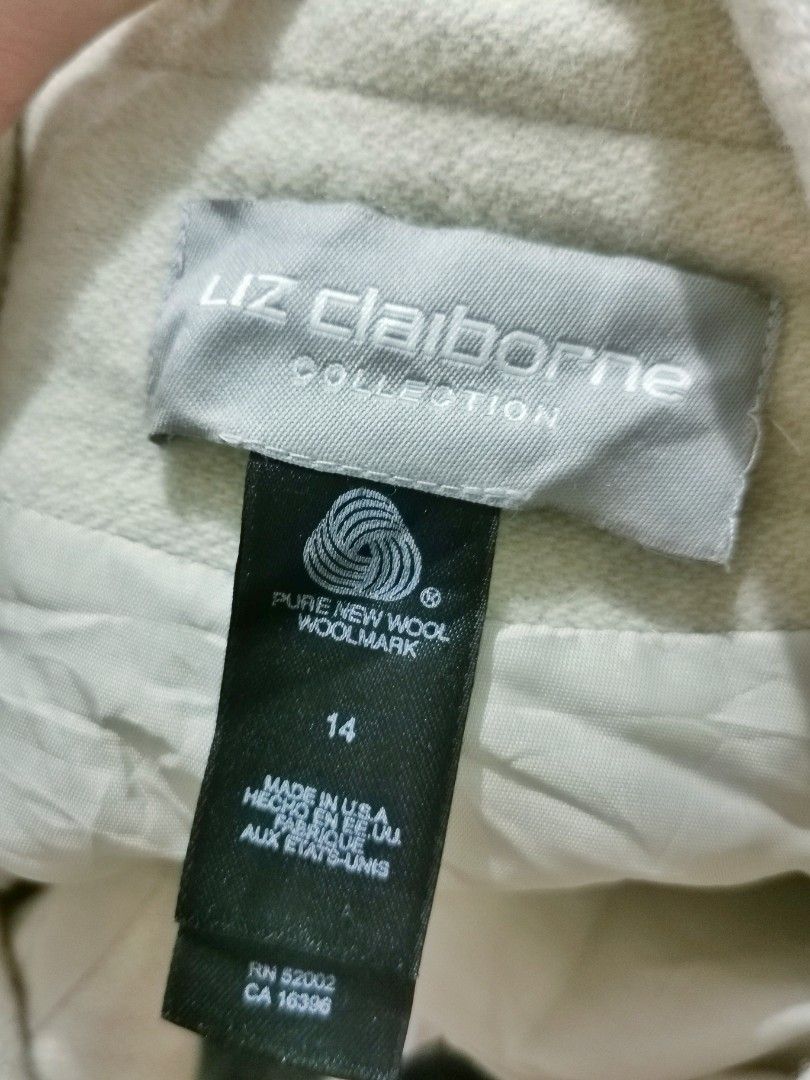 LIZ claiborne
COLLECTION
®
PURE NEW WOOL
WOOLMARK
14
MADE IN U.S.A.
HECHO EN EE.UU.
FABRIQUE
AUX ETATS-UNIS
RN 52002
CA 16396